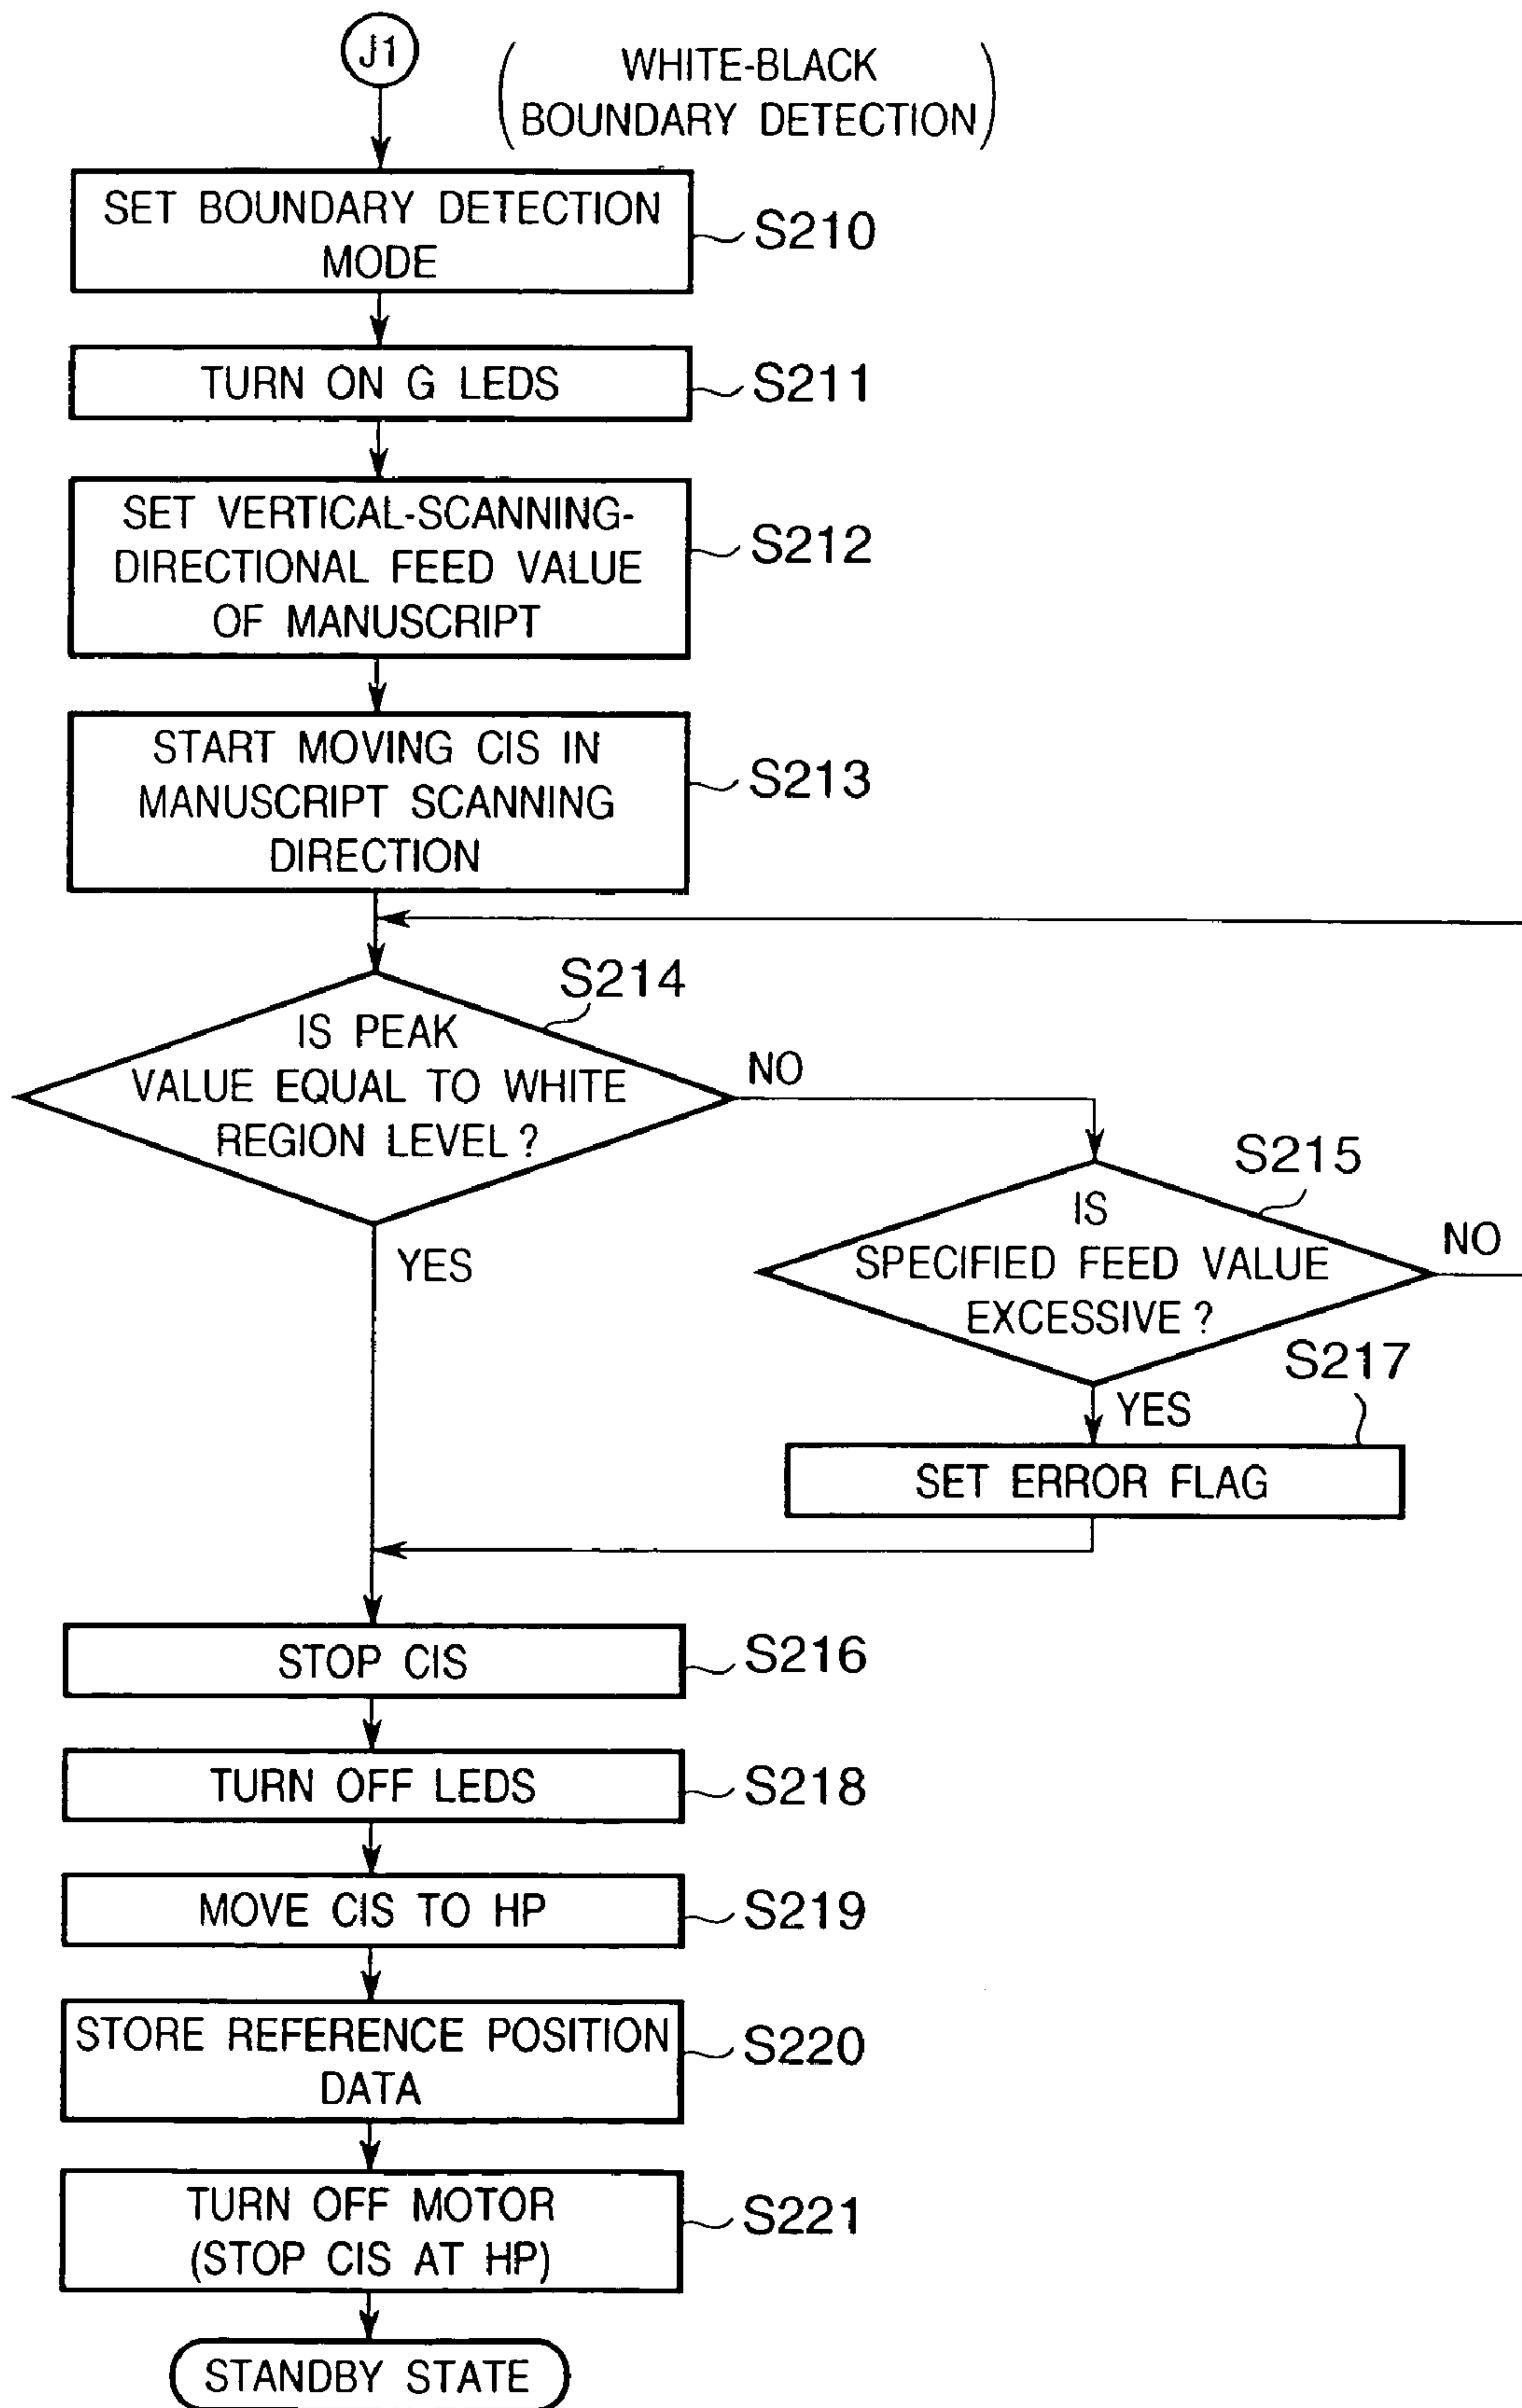 J1
WHITE-BLACK
BOUNDARY DETECTION
SET BOUNDARY DETECTION
MODE
S210
TURN ON G LEDS
S211
SET VERTICAL-SCANNING-
DIRECTIONAL FEED VALUE
OF MANUSCRIPT
S212
START MOVING CIS IN
MANUSCRIPT SCANNING
DIRECTION
S213
S214
IS PEAK
VALUE EQUAL TO WHITE
REGION LEVEL?
NO
YES
S215
IS
SPECIFIED FEED VALUE
EXCESSIVE?
NO
YES
S217
SET ERROR FLAG
STOP CIS
S216
TURN OFF LEDS
S218
MOVE CIS TO HP
S219
STORE REFERENCE POSITION
DATA
S220
TURN OFF MOTOR
(STOP CIS AT HP)
S221
STANDBY STATE